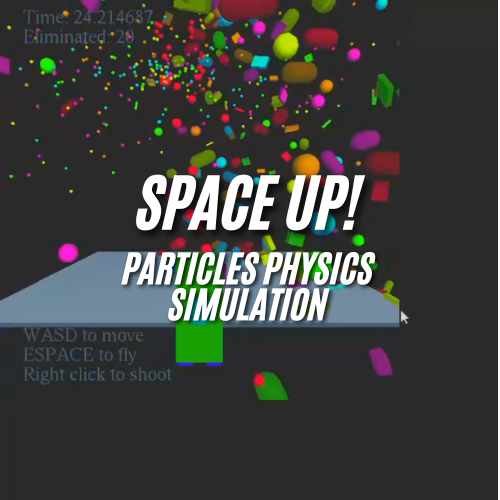 Time: 24.214687
Eliminated: 20
SPACE UP!
PARTICLES PHYSICS
SIMULATION
WASD to move
ESPACE to fly
Right click to shoot